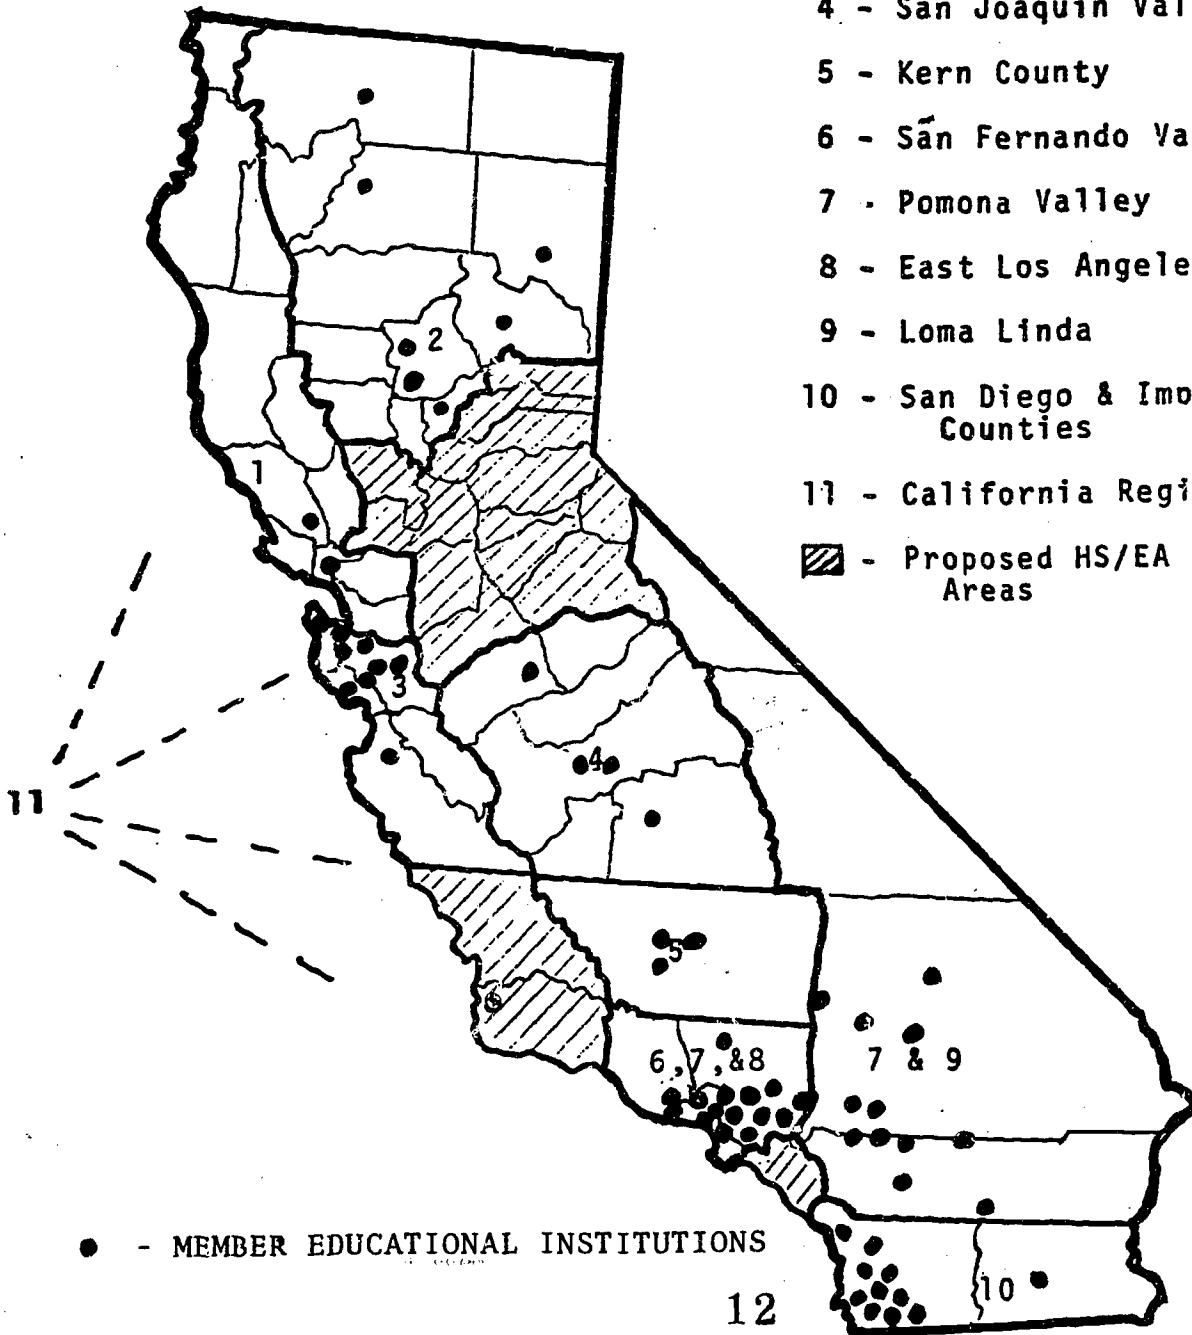 4 - San Joaquin Val
5 - Kern County
6 - San Fernando Va
7 - Pomona Valley
8 - East Los Angele
9 - Loma Linda
10 - San Diego & Imp
Counties
11 - California Regi
- Proposed HS/EA
Areas
2
1
3
4
11
5
6,7,&8
7 & 9
10
- MEMBER EDUCATIONAL INSTITUTIONS
12